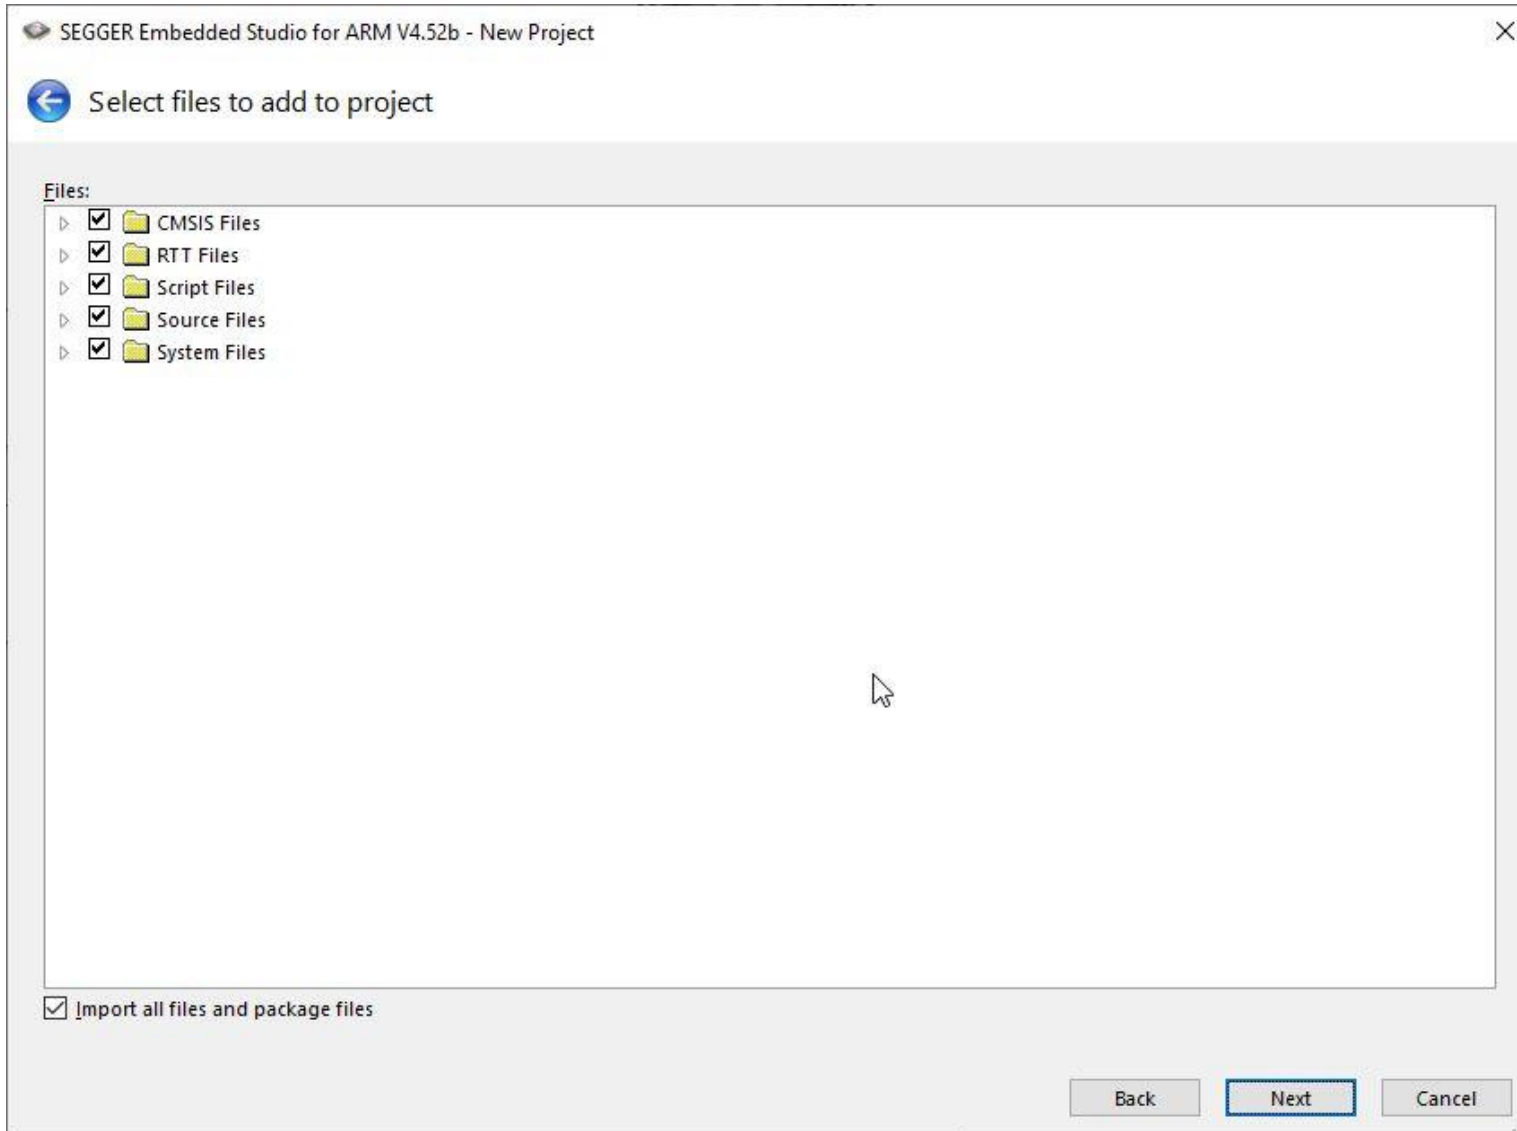 SEGGER Embedded Studio for ARM V4.52b - New Project
Select files to add to project
Files:
CMSIS Files
RTT Files
Script Files
Source Files
System Files
Import all files and package files
Back Next Cancel